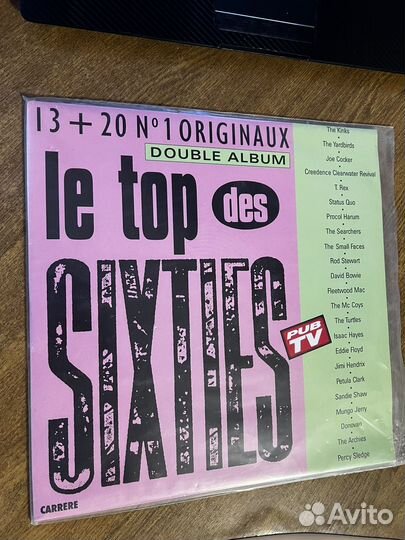 13 + 20 Nº 1 ORIGINAUX
DOUBLE ALBUM
le top des
SIXTIES
PUB
TV
The Kinks
The Yardbirds
Joe Cocker
Creedence Clearwater Revival
T. Rex
Status Quo
Procol Harum
The Searchers
The Small Faces
Rod Stewart
David Bowie
Fleetwood Mac
The Mc Coys
The Turtles
Isaac Hayes
Eddie Floyd
Jimi Hendrix
Petula Clark
Sandie Shaw
Mungo Jerry
Donovan
The Archies
Percy Sledge
CARRERE
Avito